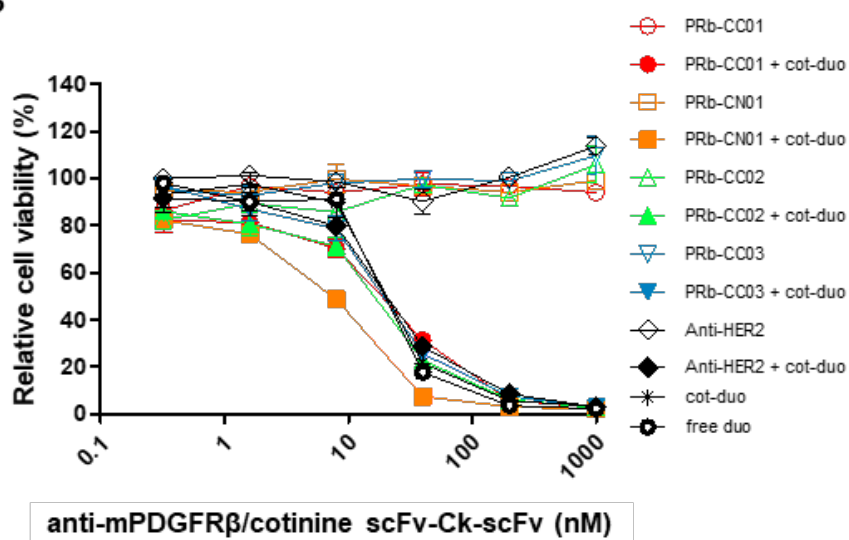 Relative cell viability (%)
140
120
100
80
60
40
20
0
0.1
1
10
100
1000
anti-mPDGFRβ/cotinine scFv-Ck-scFv (nM)
PRb-CC01
PRb-CC01 + cot-duo
PRb-CN01
PRb-CN01 + cot-duo
PRb-CC02
PRb-CC02 + cot-duo
PRb-CC03
PRb-CC03 + cot-duo
Anti-HER2
Anti-HER2 + cot-duo
cot-duo
free duo